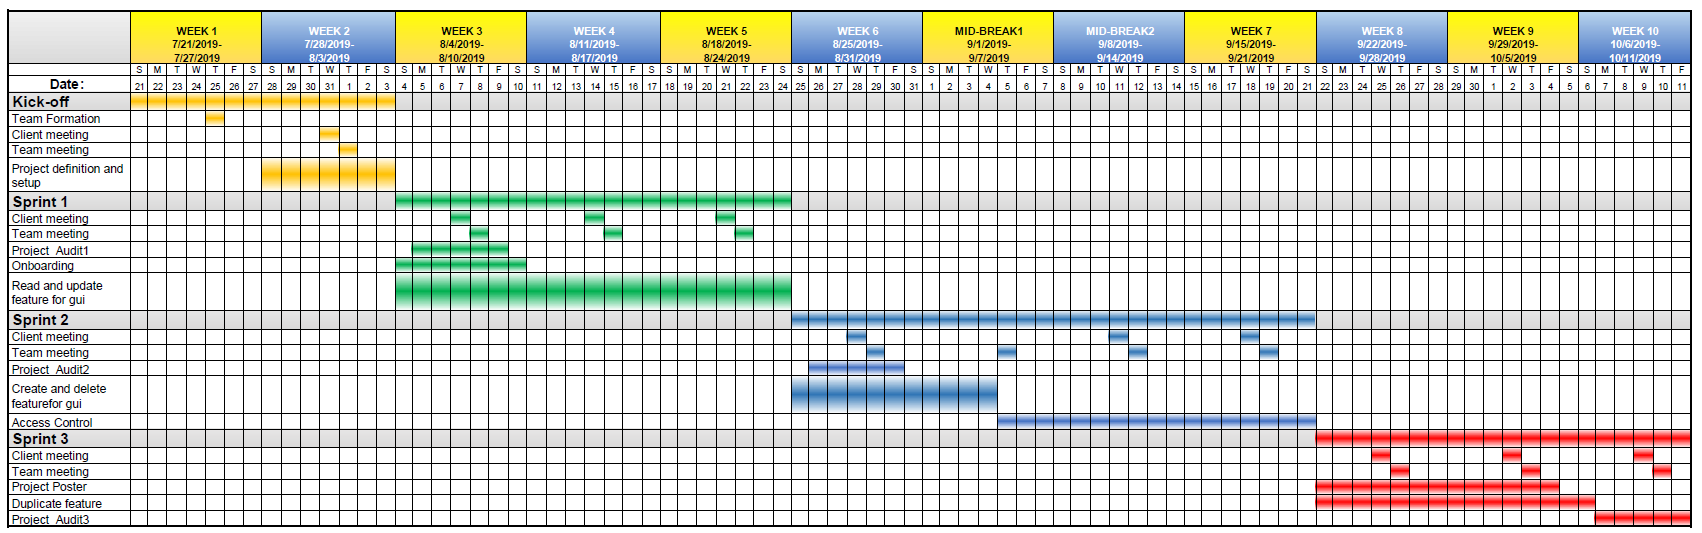 WEEK 1 WEEK 2 WEEK 3 WEEK 4 WEEK 5 WEEK 6 MID-BREAK1 MID-BREAK2 WEEK 7 WEEK 8 WEEK 9 WEEK 10
7/21/2019- 7/28/2019- 8/4/2019- 8/11/2019- 8/18/2019- 8/25/2019- 9/1/2019- 9/8/2019- 9/15/2019- 9/22/2019- 9/29/2019- 10/6/2019-
7/27/2019 8/3/2019 8/10/2019 8/17/2019 8/24/2019 8/31/2019 9/7/2019 9/14/2019 9/21/2019 9/28/2019 10/5/2019 10/11/2019
S M T W T F S S M T W T F S S M T W T F S S M T W T F S S M T W T F S S M T W T F S S M T W T F S S M T W T F S S M T W T F S S M T W T F S S M T W T F S S M T W T F
Date: 21 22 23 24 25 26 27 28 29 30 31 1 2 3 4 5 6 7 8 9 10 11 12 13 14 15 16 17 18 19 20 21 22 23 24 25 26 27 28 29 30 31 1 2 3 4 5 6 7 8 9 10 11 12 13 14 15 16 17 18 19 20 21 22 23 24 25 26 27 28 29 30 1 2 3 4 5 6 7 8 9 10 11
Kick-off
Team Formation
Client meeting
Team meeting
Project definition and
setup
Sprint 1
Client meeting
Team meeting
Project Audit1
Onboarding
Read and update
feature for gui
Sprint 2
Client meeting
Team meeting
Project Audit2
Create and delete
featurefor gui
Access Control
Sprint 3
Client meeting
Team meeting
Project Poster
Duplicate feature
Project Audit3